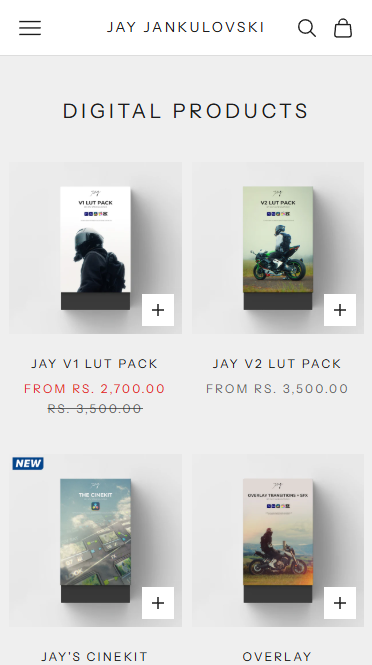 JAY JANKULOVSKI
DIGITAL PRODUCTS
V1 LUT PACK
V2 LUT PACK
JAY V1 LUT PACK
JAY V2 LUT PACK
FROM RS. 2,700.00
FROM RS. 3,500.00
RS. 3,500.00
NEW
THE CINEKIT
OVERLAY TRANSITIONS + SFX
JAY'S CINEKIT
OVERLAY